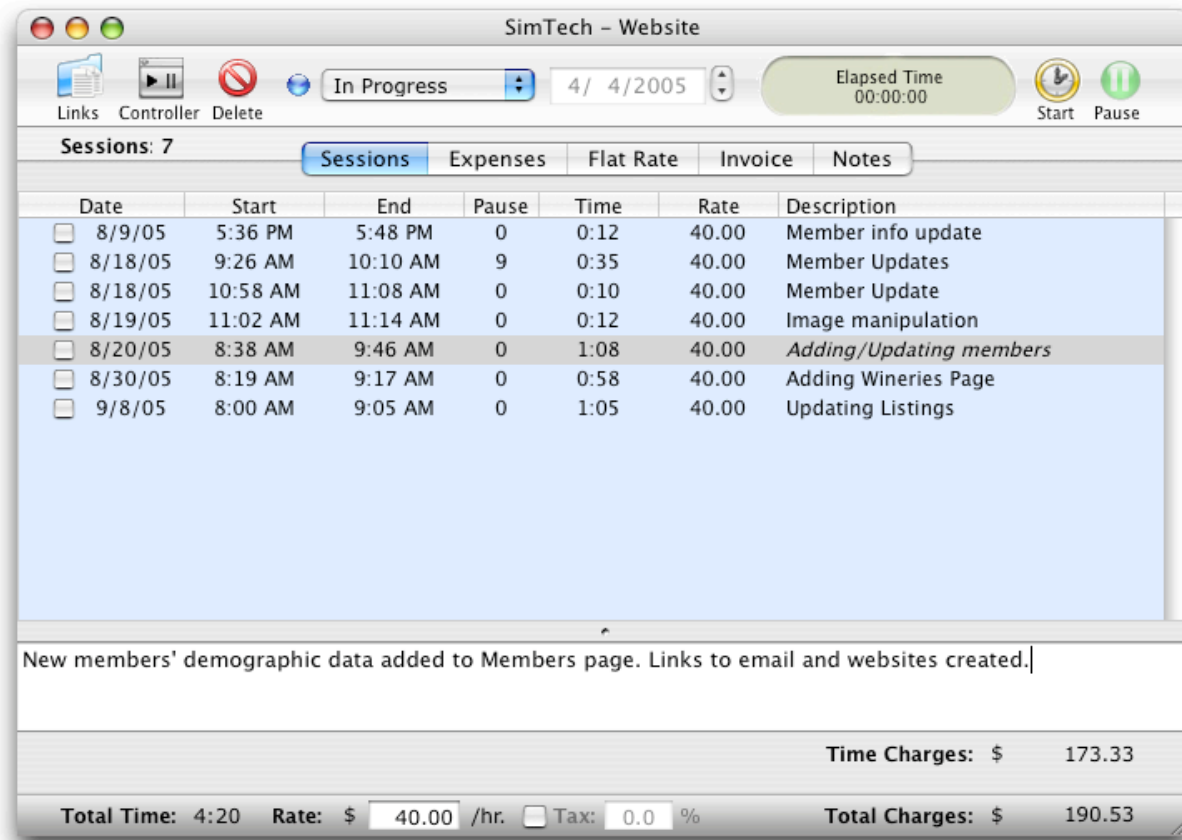 SimTech – Website
In Progress
4/ 4/2005
Elapsed Time
00:00:00
Links Controller Delete
Start Pause
Sessions: 7
Sessions Expenses Flat Rate Invoice Notes
Date Start End Pause Time Rate Description
8/9/05 5:36 PM 5:48 PM 0 0:12 40.00 Member info update
8/18/05 9:26 AM 10:10 AM 9 0:35 40.00 Member Updates
8/18/05 10:58 AM 11:08 AM 0 0:10 40.00 Member Update
8/19/05 11:02 AM 11:14 AM 0 0:12 40.00 Image manipulation
8/20/05 8:38 AM 9:46 AM 0 1:08 40.00 Adding/Updating members
8/30/05 8:19 AM 9:17 AM 0 0:58 40.00 Adding Wineries Page
9/8/05 8:00 AM 9:05 AM 0 1:05 40.00 Updating Listings
New members' demographic data added to Members page. Links to email and websites created.
Time Charges: $ 173.33
Total Time: 4:20 Rate: $ 40.00 /hr. Tax: 0.0 % Total Charges: $ 190.53